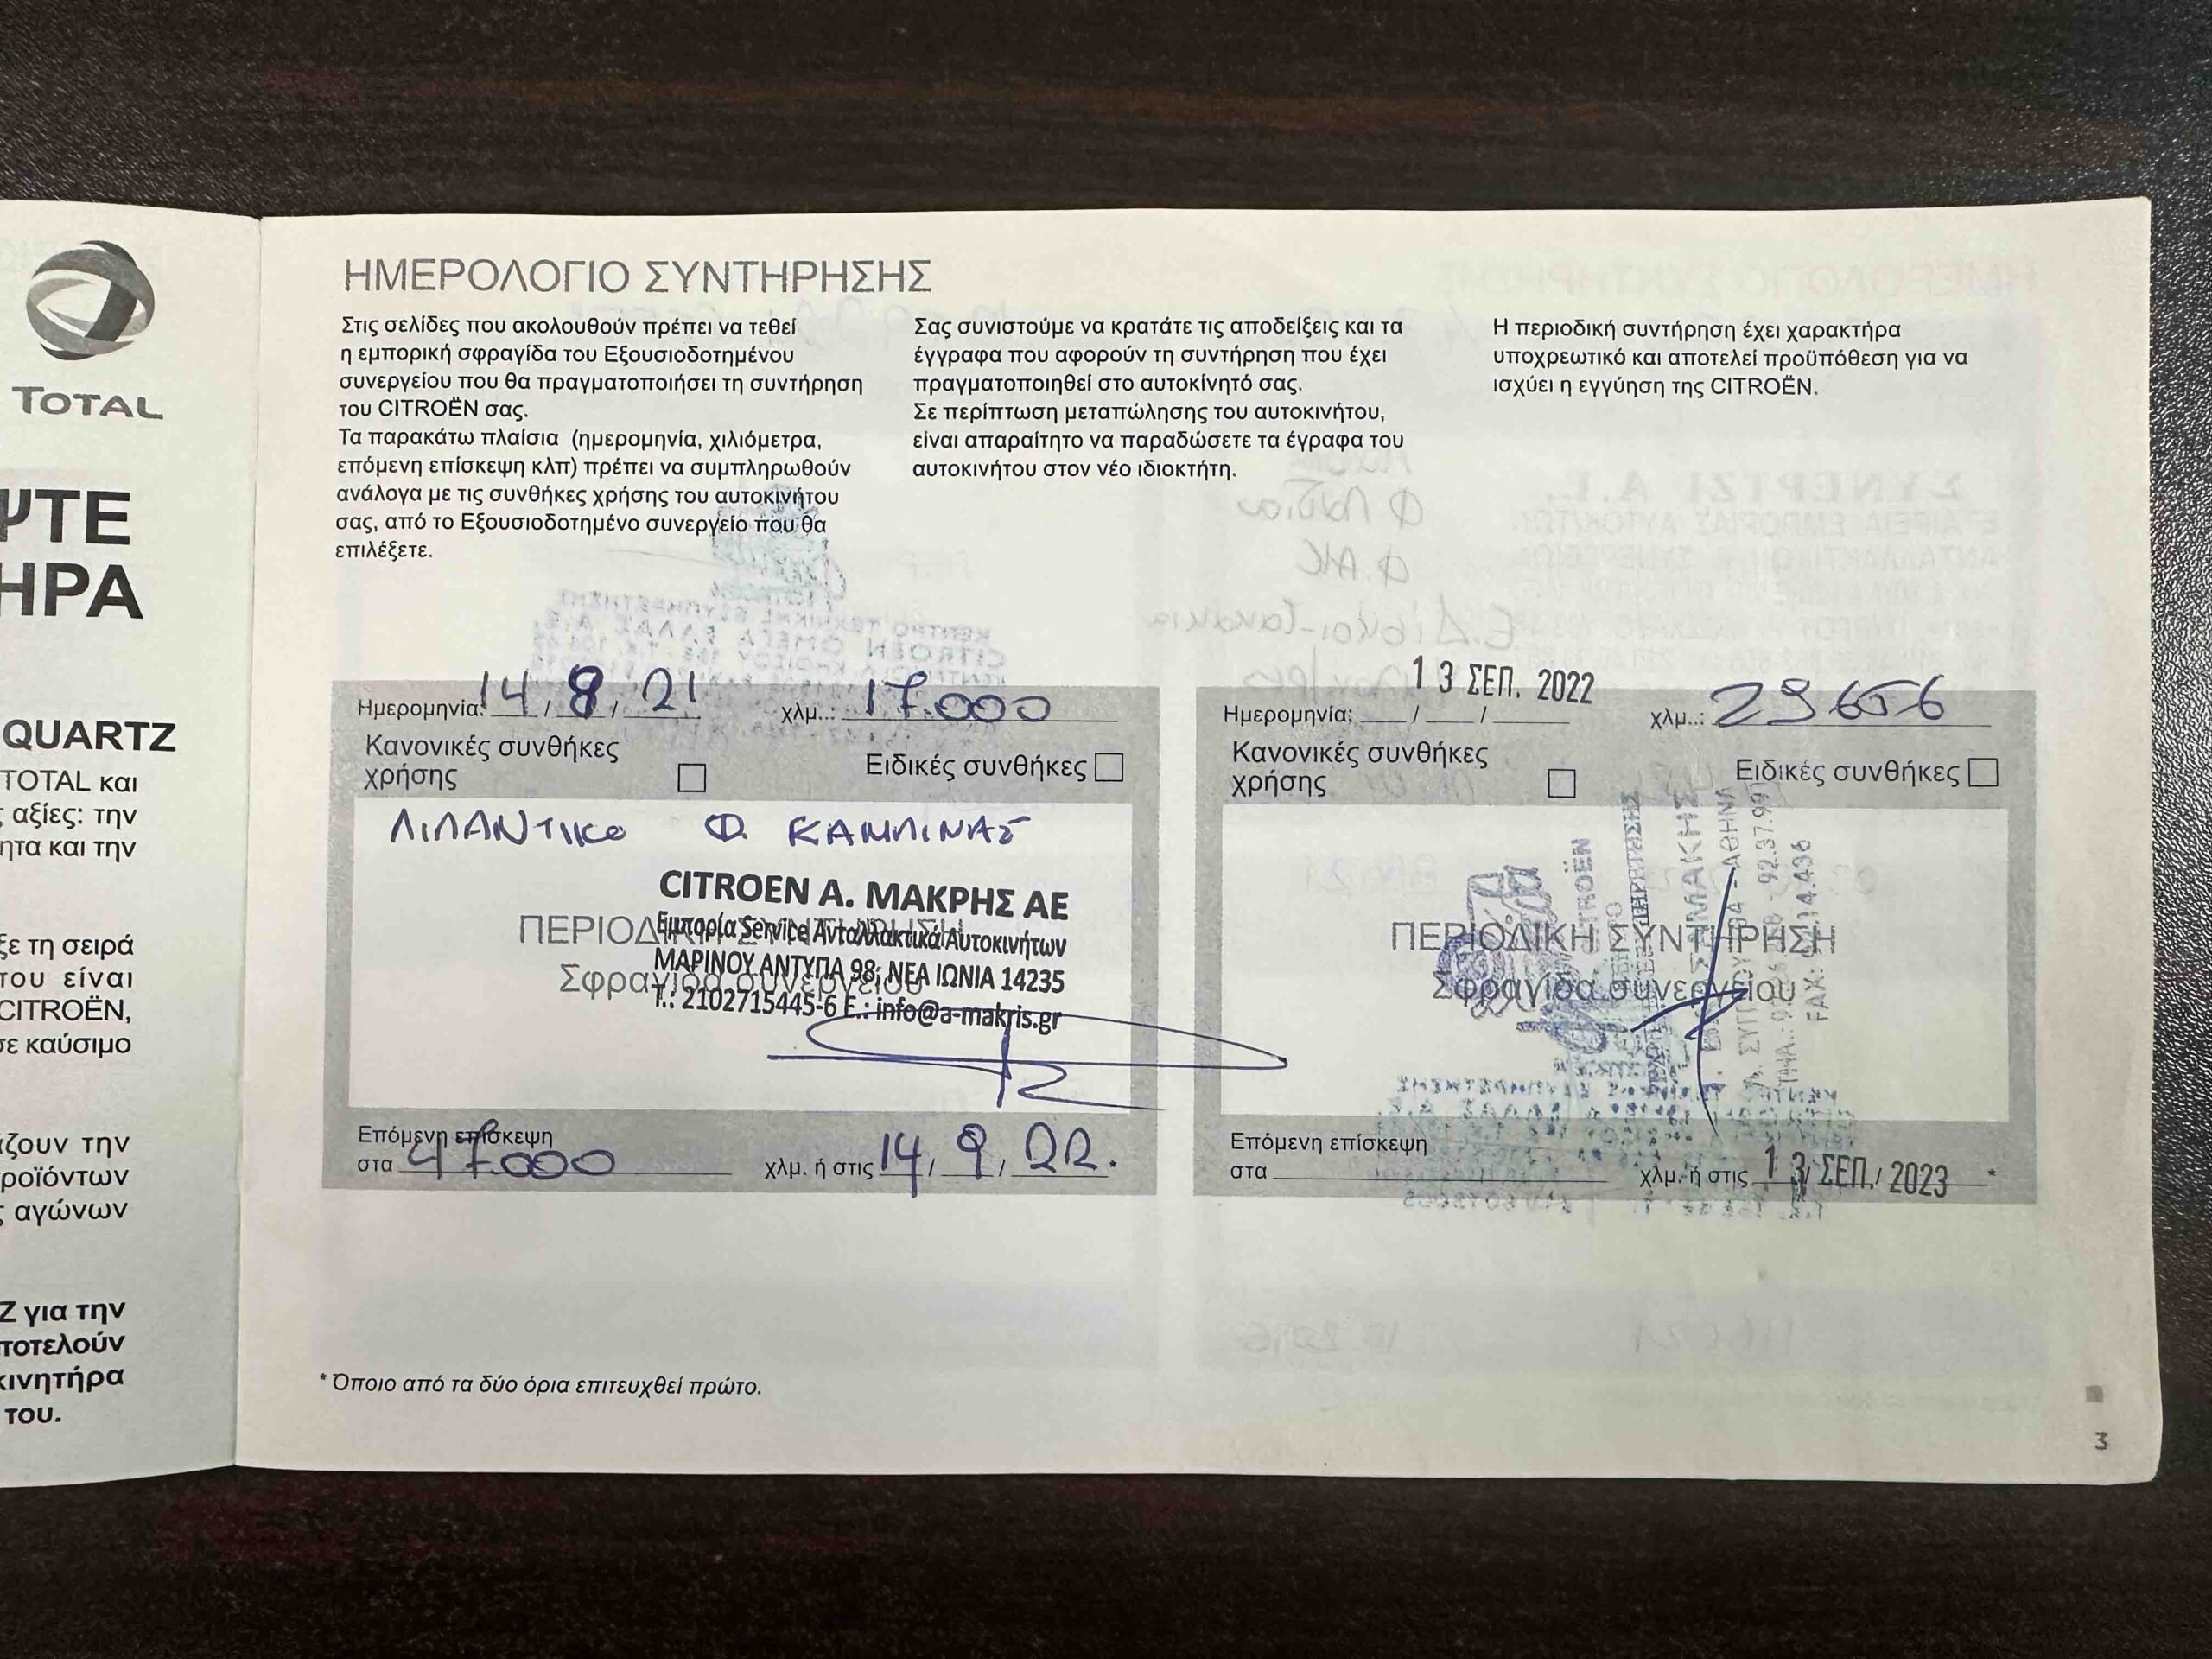 TOTAL
ΨΤΕ
ΗΡΑ
QUARTZ
TOTAL και
ς αξίες: την
ητα και την
ξε τη σειρά
του είναι
CITROËN,
σε καύσιμο
ζουν την
ροϊόντων
ς αγώνων
Z για την
ποτελούν
κινητήρα
του.
ΗΜΕΡΟΛΟΓΙΟ ΣΥΝΤΗΡΗΣΗΣ
Στις σελίδες που ακολουθούν πρέπει να τεθεί
η εμπορική σφραγίδα του Εξουσιοδοτημένου
συνεργείου που θα πραγματοποιήσει τη συντήρηση
του CITROËN σας.
Τα παρακάτω πλαίσια (ημερομηνία, χιλιόμετρα,
επόμενη επίσκεψη κλπ) πρέπει να συμπληρωθούν
ανάλογα με τις συνθήκες χρήσης του αυτοκινήτου
σας, από το Εξουσιοδοτημένο συνεργείο που θα
επιλέξετε.
Σας συνιστούμε να κρατάτε τις αποδείξεις και τα
έγγραφα που αφορούν τη συντήρηση που έχει
πραγματοποιηθεί στο αυτοκίνητό σας.
Σε περίπτωση μεταπώλησης του αυτοκινήτου,
είναι απαραίτητο να παραδώσετε τα έγραφα του
αυτοκινήτου στον νέο ιδιοκτήτη.
Η περιοδική συντήρηση έχει χαρακτήρα
υποχρεωτικό και αποτελεί προϋπόθεση για να
ισχύει η εγγύηση της CITROËN.
Ημερομηνία: 14 / 8 / 21 χλμ..: 17.000
Κανονικές συνθήκες
χρήσης
Ειδικές συνθήκες
ΛΙΠΑΝΤΙΚΟ Φ. ΚΑΜΠΙΝΑΣ
CITROEN Α. ΜΑΚΡΗΣ ΑΕ
Εμπορία Service Ανταλλακτικά Αυτοκινήτων
ΜΑΡΙΝΟΥ ΑΝΤΥΠΑ 98, ΝΕΑ ΙΩΝΙΑ 14235
Τ.: 2102715445-6 E.: info@a-makris.gr
ΠΕΡΙΟΔΙΚΗ ΣΥΝΤΗΡΗΣΗ
Σφραγίδα συνεργείου
Επόμενη επίσκεψη
στα 47.000 χλμ. ή στις 14 / 9 / 22 *
Ημερομηνία: 13 ΣΕΠ. 2022 χλμ..: 29656
Κανονικές συνθήκες
χρήσης
Ειδικές συνθήκες
ΠΕΡΙΟΔΙΚΗ ΣΥΝΤΗΡΗΣΗ
Σφραγίδα συνεργείου
CITROËN
FAX:
Επόμενη επίσκεψη
στα χλμ. ή στις 13 / ΣΕΠ. / 2023 *
* Όποιο από τα δύο όρια επιτευχθεί πρώτο.
3